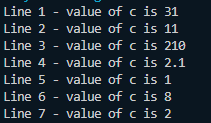 Line 1 - value of c is 31
Line 2 - value of c is 11
Line 3 - value of c is 210
Line 4 - value of c is 2.1
Line 5 - value of c is 1
Line 6 - value of c is 8
Line 7 - value of c is 2